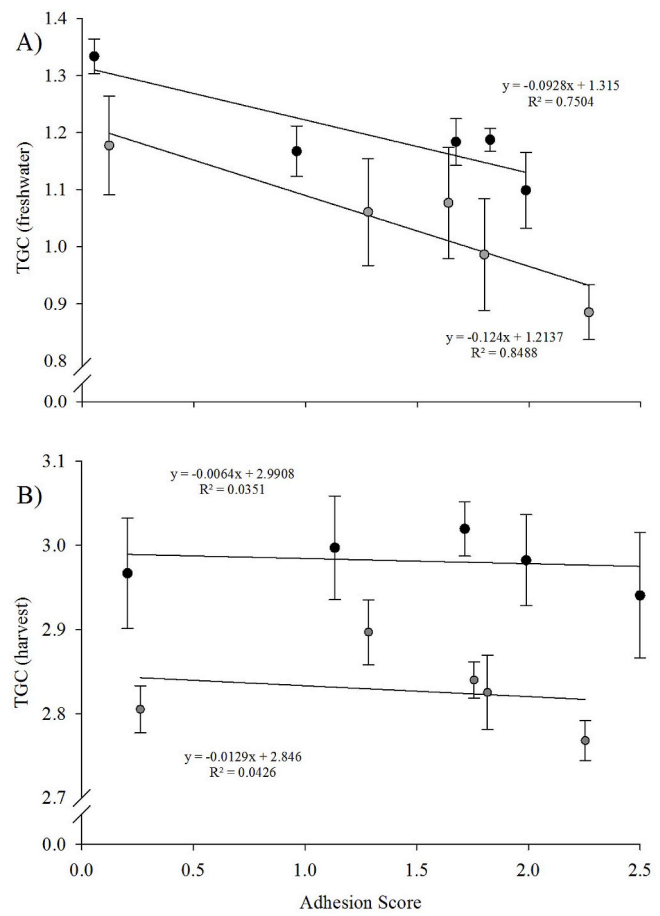 A)
1.4
1.3
1.2
1.1
1.0
0.9
0.8
0.0
TGC (freshwater)
y = -0.0928x + 1.315
R² = 0.7504
y = -0.124x + 1.2137
R² = 0.8488
B)
3.1
3.0
2.9
2.8
2.7
0.0
TGC (harvest)
y = -0.0064x + 2.9908
R² = 0.0351
y = -0.0129x + 2.846
R² = 0.0426
0.0 0.5 1.0 1.5 2.0 2.5
Adhesion Score